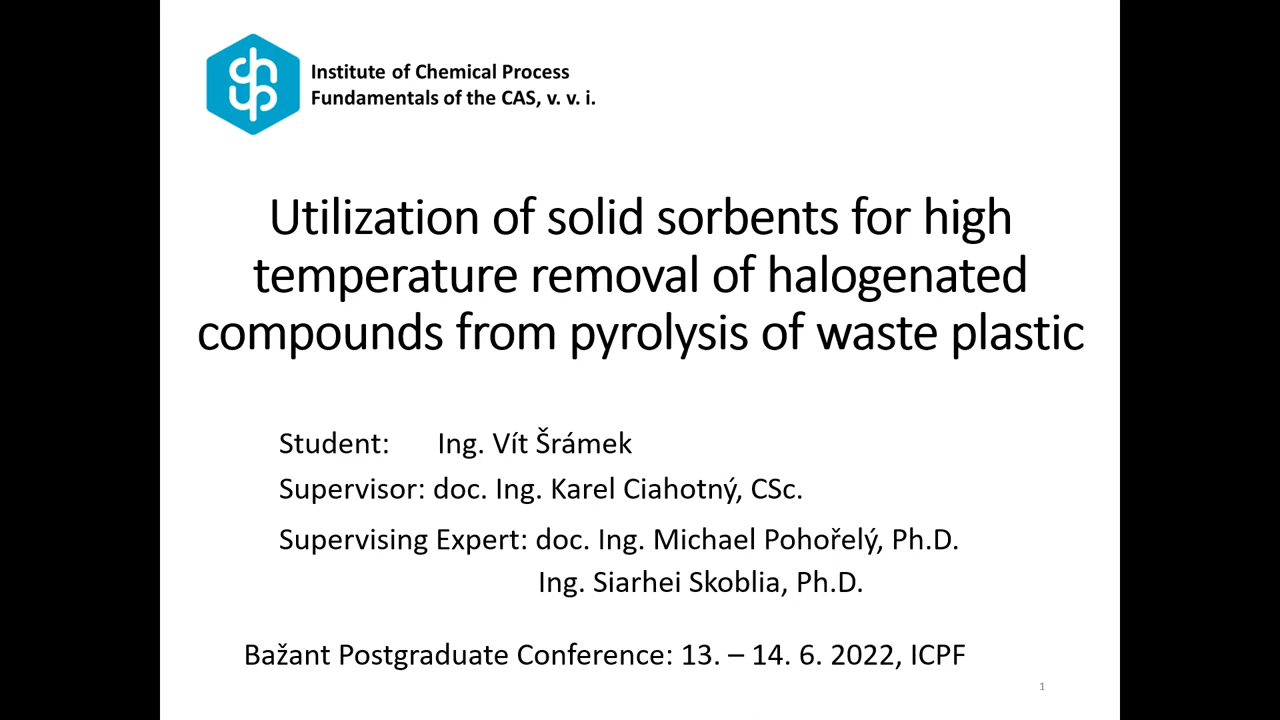 Institute of Chemical Process
Fundamentals of the CAS, v. v. i.
Utilization of solid sorbents for high
temperature removal of halogenated
compounds from pyrolysis of waste plastic
Student: Ing. Vít Šrámek
Supervisor: doc. Ing. Karel Ciahotný, CSc.
Supervising Expert: doc. Ing. Michael Pohořelý, Ph.D.
Ing. Siarhei Skoblia, Ph.D.
Bažant Postgraduate Conference: 13. – 14. 6. 2022, ICPF
1